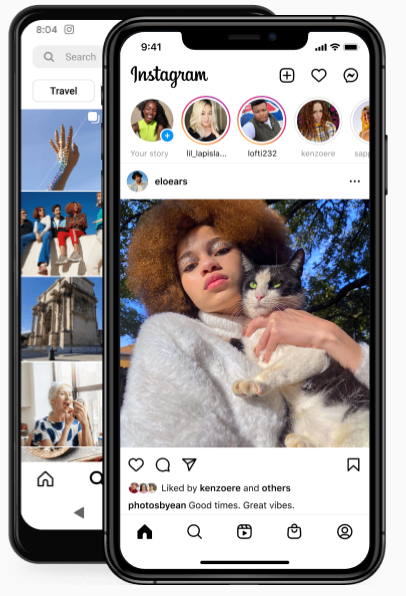 8:04
Search
Travel
9:41
Instagram
Your story
lil_lapisla...
lofti232
kenzoere
sapp
eloears
Liked by kenzoere and others
photosbyean Good times. Great vibes.